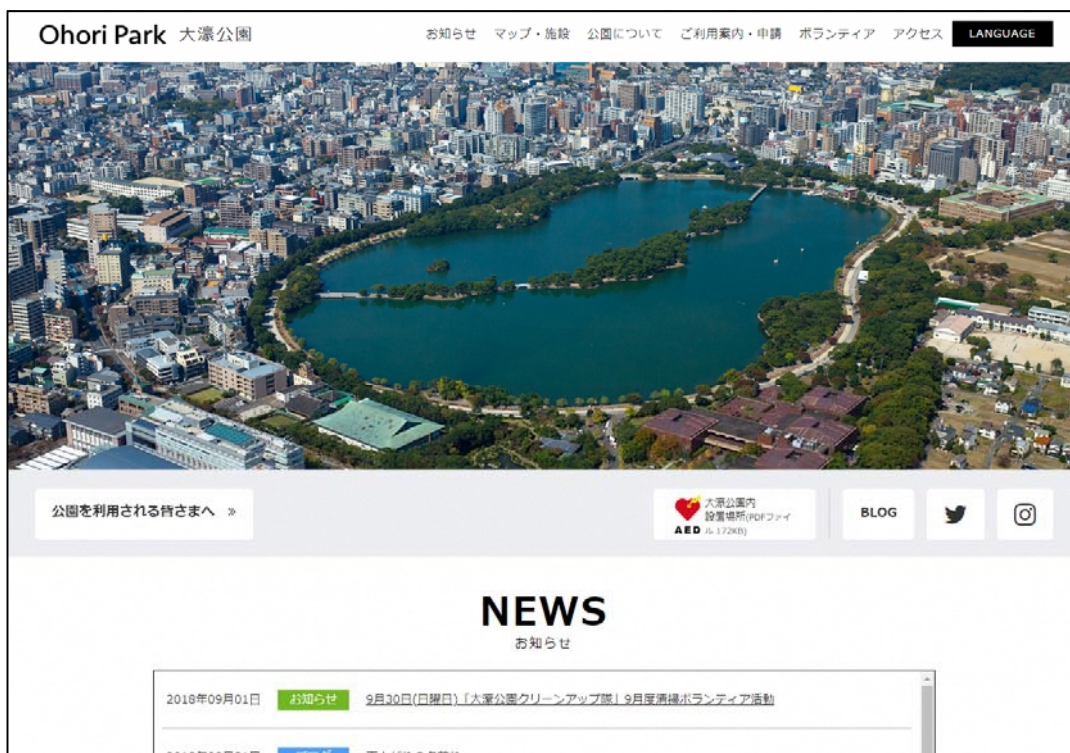 Ohori Park 大濠公園
お知らせ マップ・施設 公園について ご利用案内・申請 ボランティア アクセス LANGUAGE
公園を利用される皆さまへ »
大濠公園内
設置場所(PDFファイ
AED ル 172KB)
BLOG
NEWS
お知らせ
2018年09月01日 お知らせ 9月30日(日曜日)「大濠公園クリーンアップ隊」9月度清掃ボランティア活動